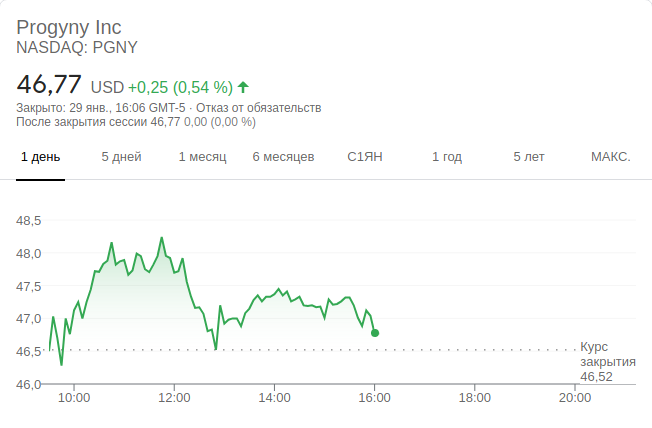 Progyny Inc
NASDAQ: PGNY
46,77 USD +0,25 (0,54 %)
Закрыто: 29 янв., 16:06 GMT-5 · Отказ от обязательств
После закрытия сессии 46,77 0,00 (0,00 %)
1 день 5 дней 1 месяц 6 месяцев С1ЯН 1 год 5 лет МАКС.
48,5
48,0
47,5
47,0
46,5
46,0
Курс
закрытия
46,52
10:00 12:00 14:00 16:00 18:00 20:00